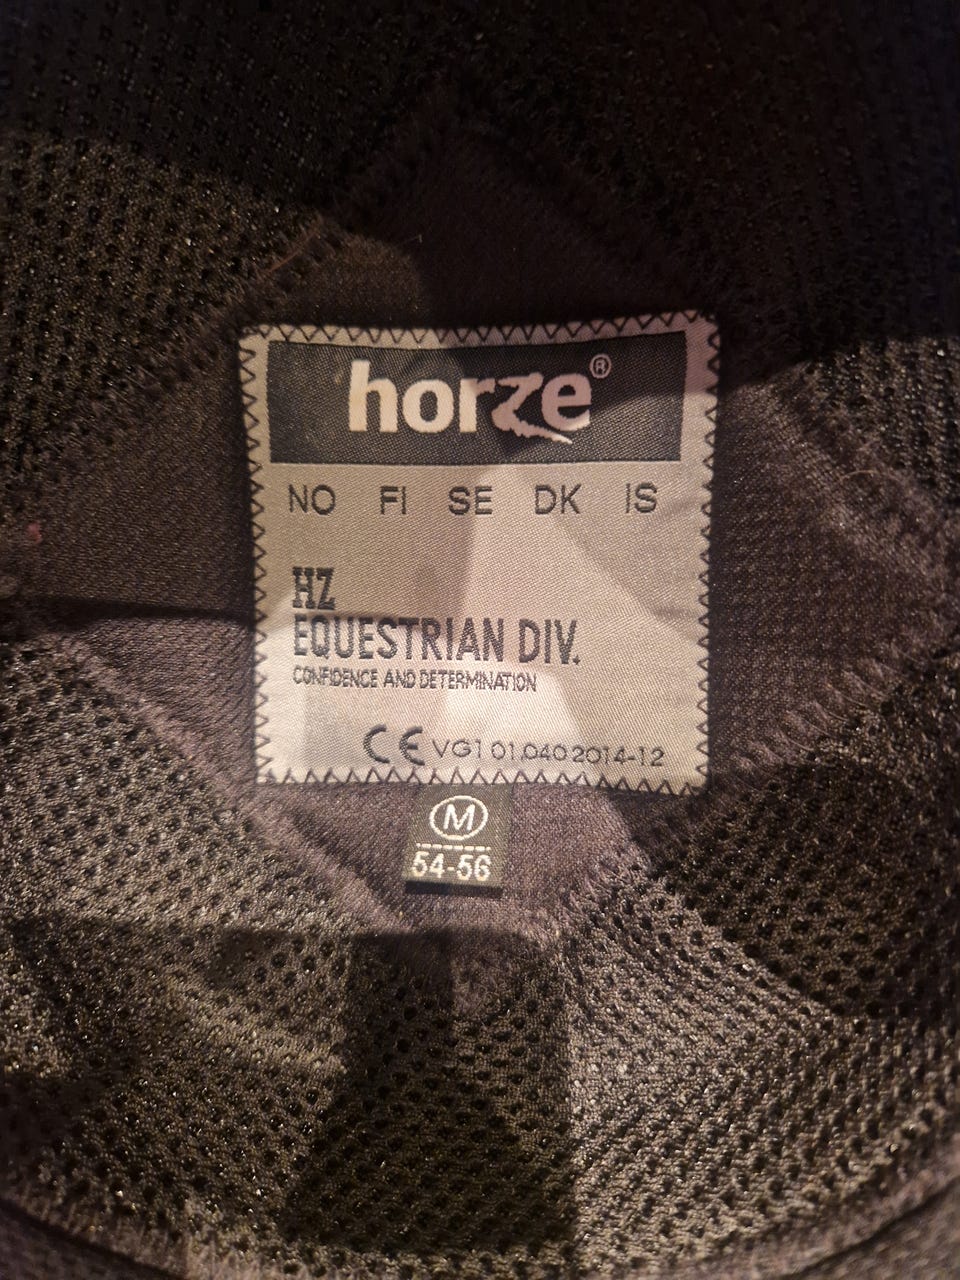 horze®
NO FI SE DK IS
HZ
EQUESTRIAN DIV.
CONFIDENCE AND DETERMINATION
CE VG1 01.040 2014-12
M
54-56